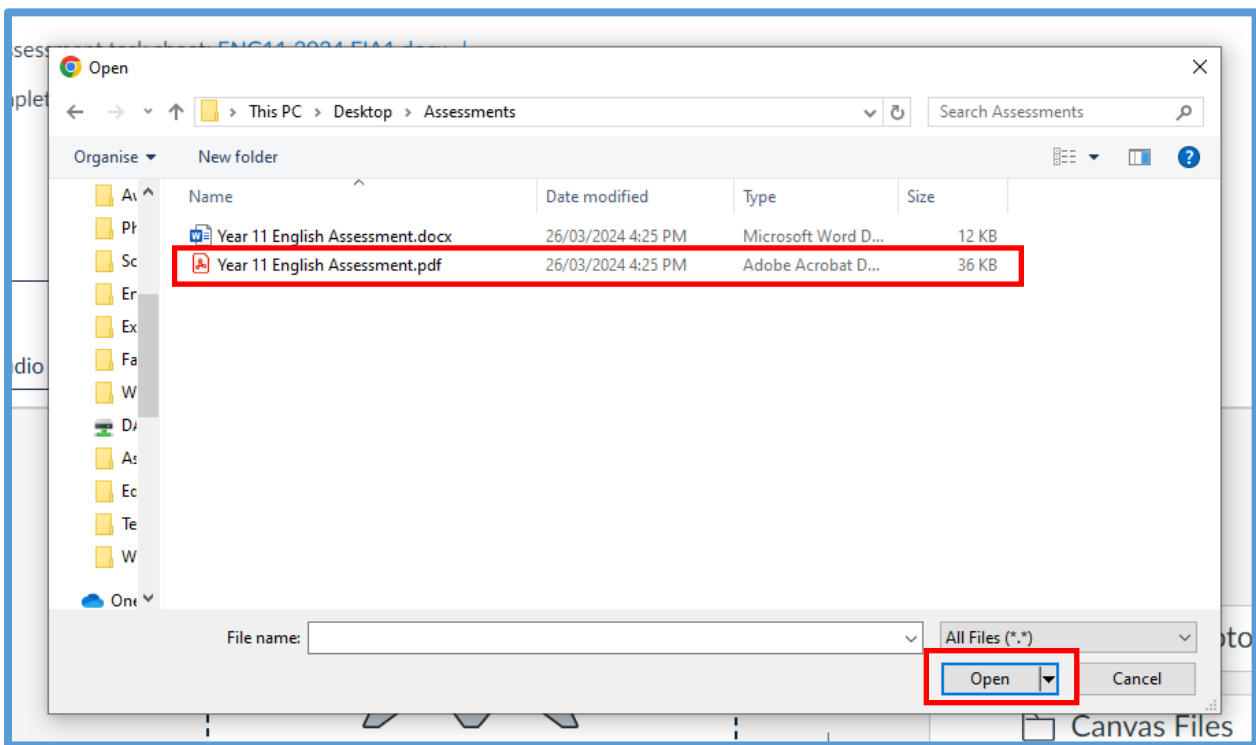 Open
This PC > Desktop > Assessments
Search Assessments
Organise
New folder
Name Date modified Type Size
Year 11 English Assessment.docx 26/03/2024 4:25 PM Microsoft Word D... 12 KB
Year 11 English Assessment.pdf 26/03/2024 4:25 PM Adobe Acrobat D... 36 KB
File name:
All Files (*.*)
Open
Cancel
Canvas Files